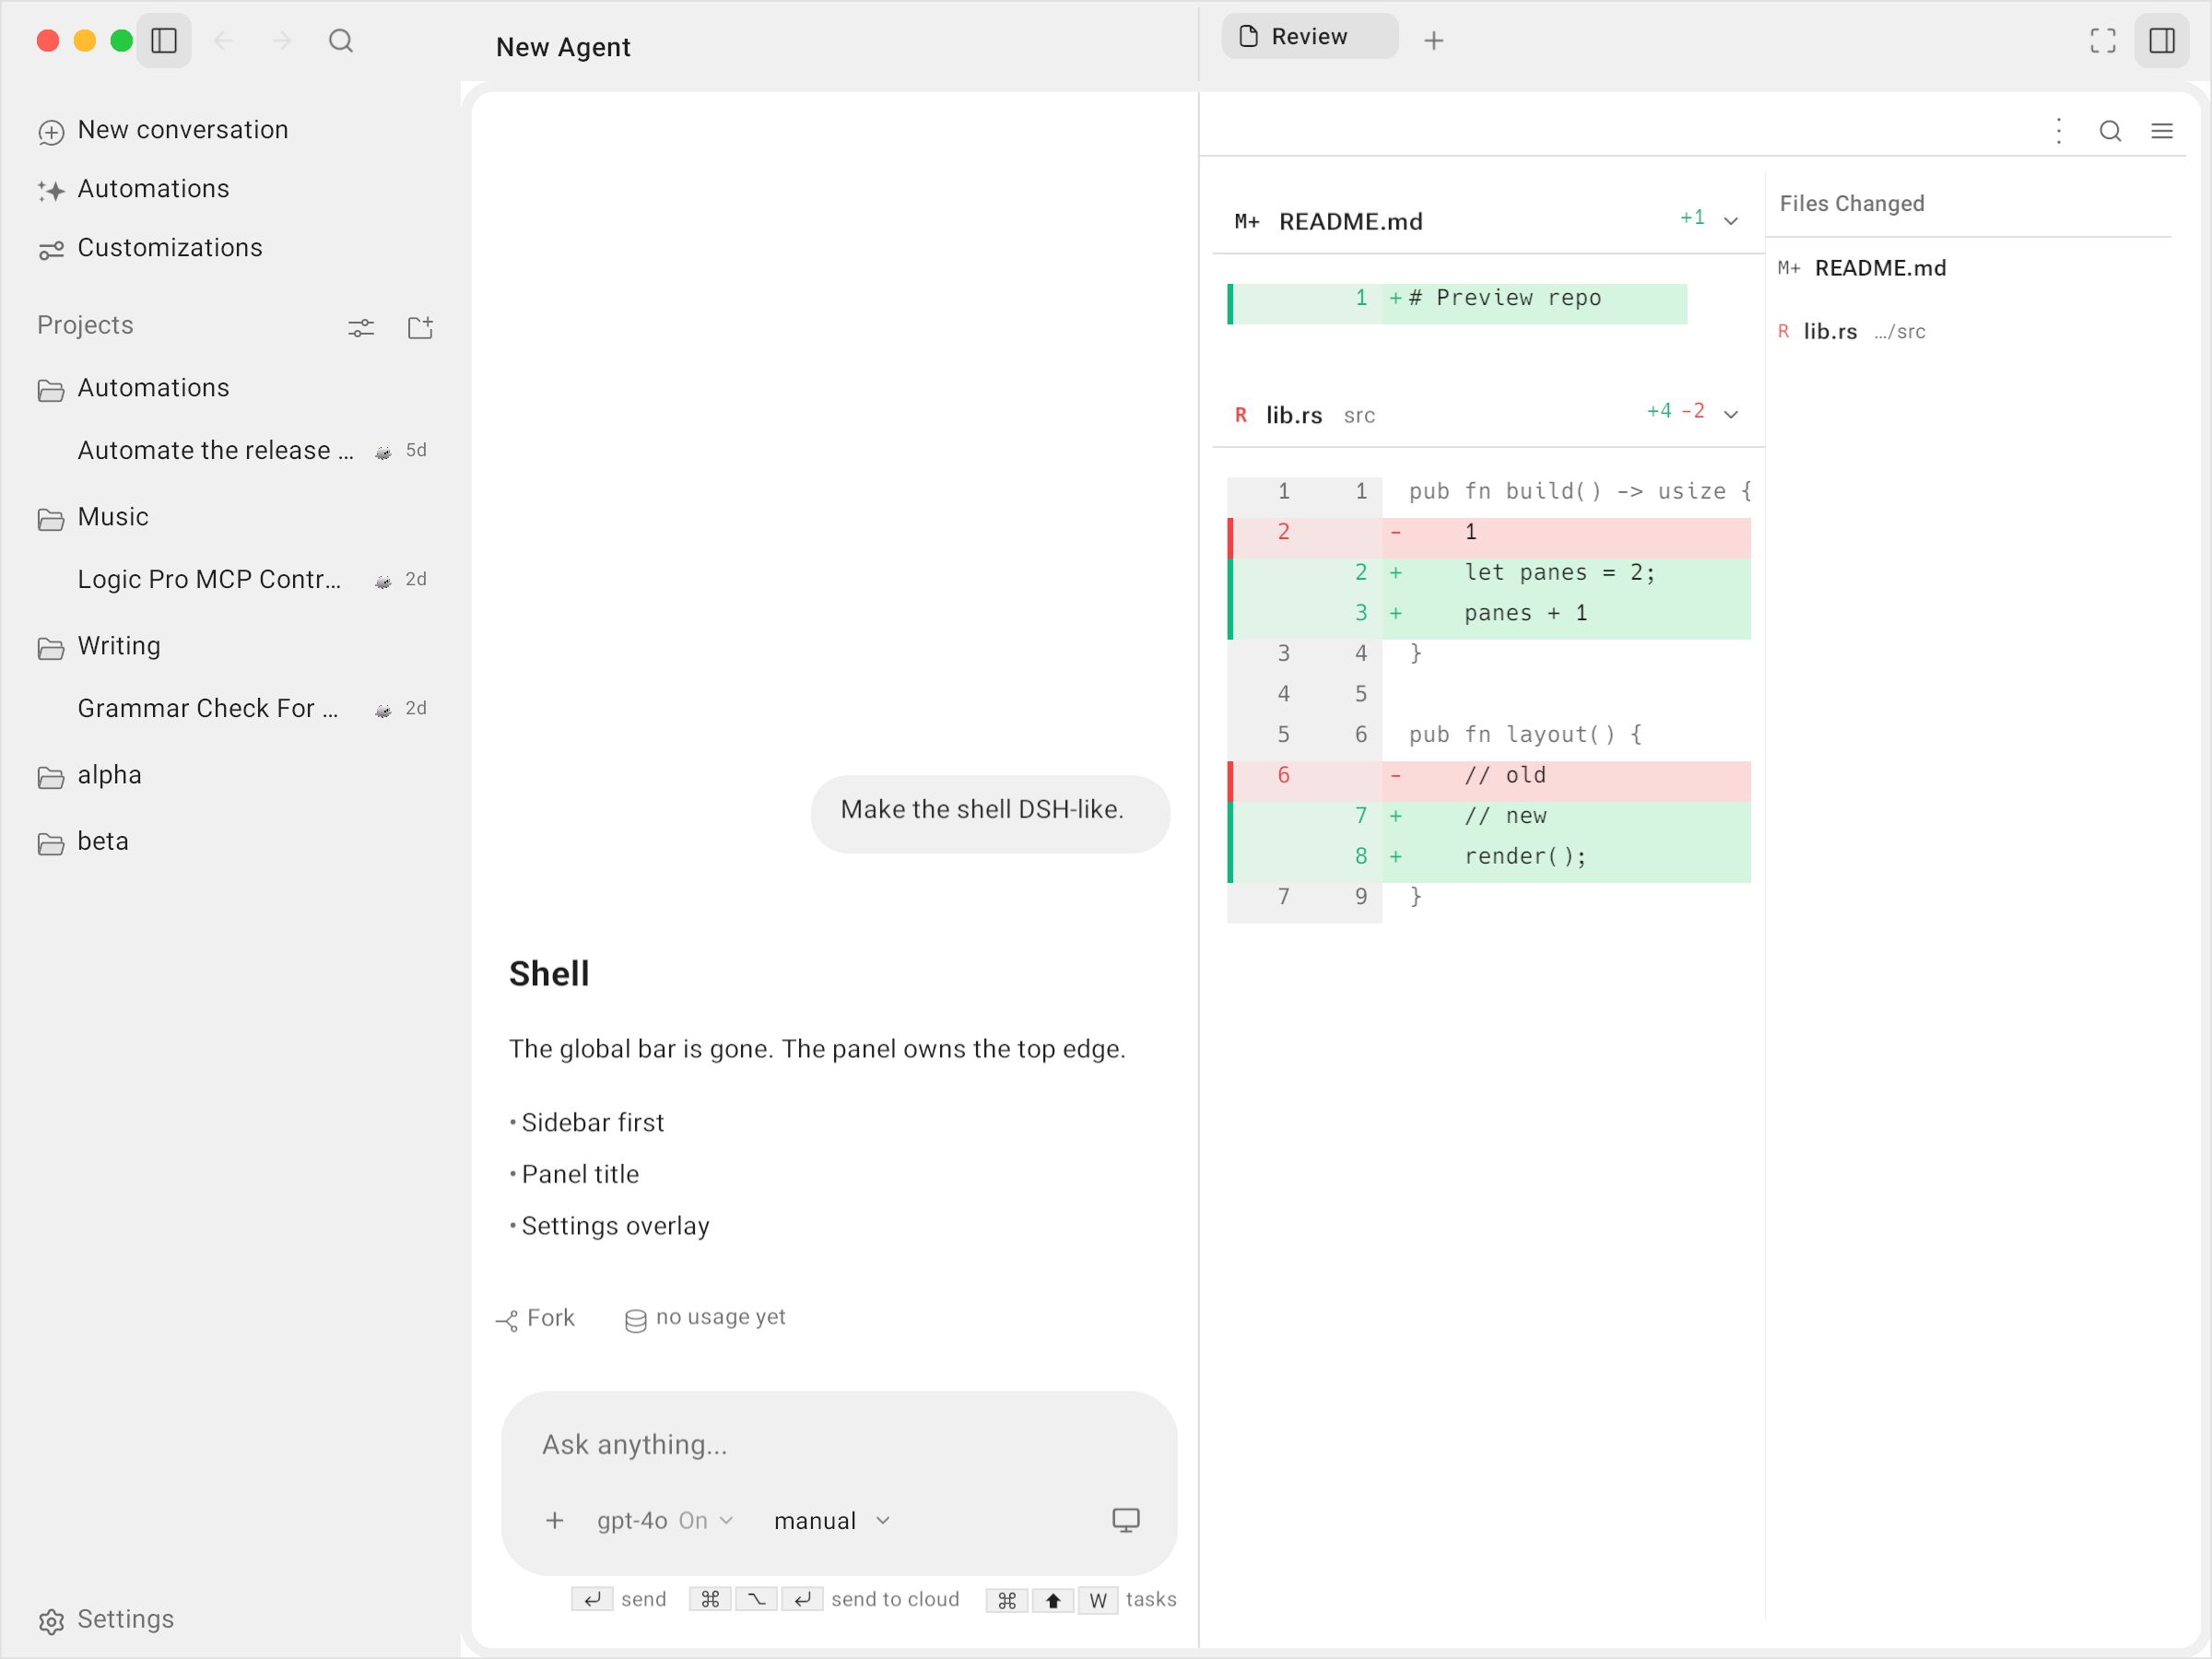 New Agent
Review
New conversation
Automations
Customizations
Projects
Automations
Automate the release ... 5d
Music
Logic Pro MCP Contr... 2d
Writing
Grammar Check For ... 2d
alpha
beta
Settings
Make the shell DSH-like.
Shell
The global bar is gone. The panel owns the top edge.
• Sidebar first
• Panel title
• Settings overlay
Fork no usage yet
Ask anything...
+ gpt-4o On manual
send ⌘ ⌥ send to cloud ⌘ W tasks
M+ README.md +1
1 + # Preview repo
R lib.rs src +4 -2
1 1 pub fn build() -> usize {
2 - 1
2 + let panes = 2;
3 + panes + 1
3 4 }
4 5
5 6 pub fn layout() {
6 - // old
7 + // new
8 + render();
7 9 }
Files Changed
M+ README.md
R lib.rs .../src